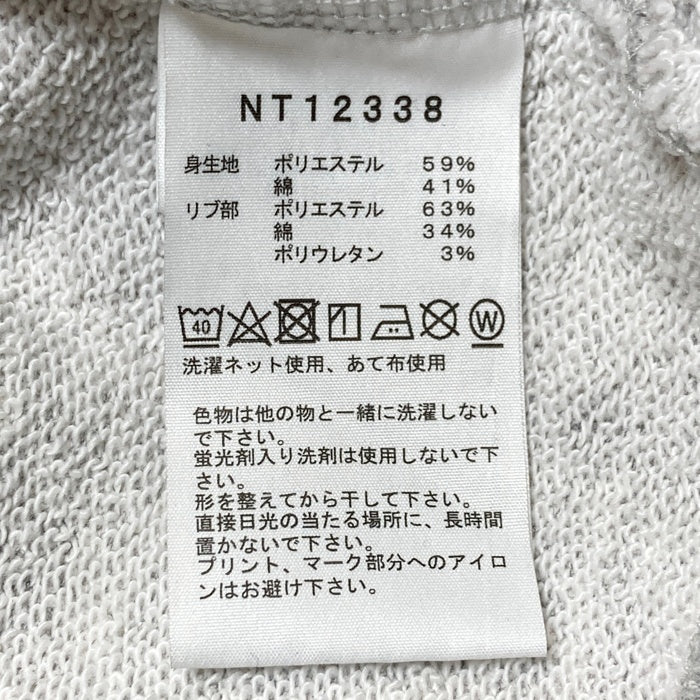 NT12338
身生地 ポリエステル 59%
綿 41%
リブ部 ポリエステル 63%
綿 34%
ポリウレタン 3%
40 W
洗濯ネット使用、あて布使用
色物は他の物と一緒に洗濯しない
で下さい。
蛍光剤入り洗剤は使用しないで下
さい。
形を整えてから干して下さい。
直接日光の当たる場所に、長時間
置かないで下さい。
プリント、マーク部分へのアイロ
ンはお避け下さい。